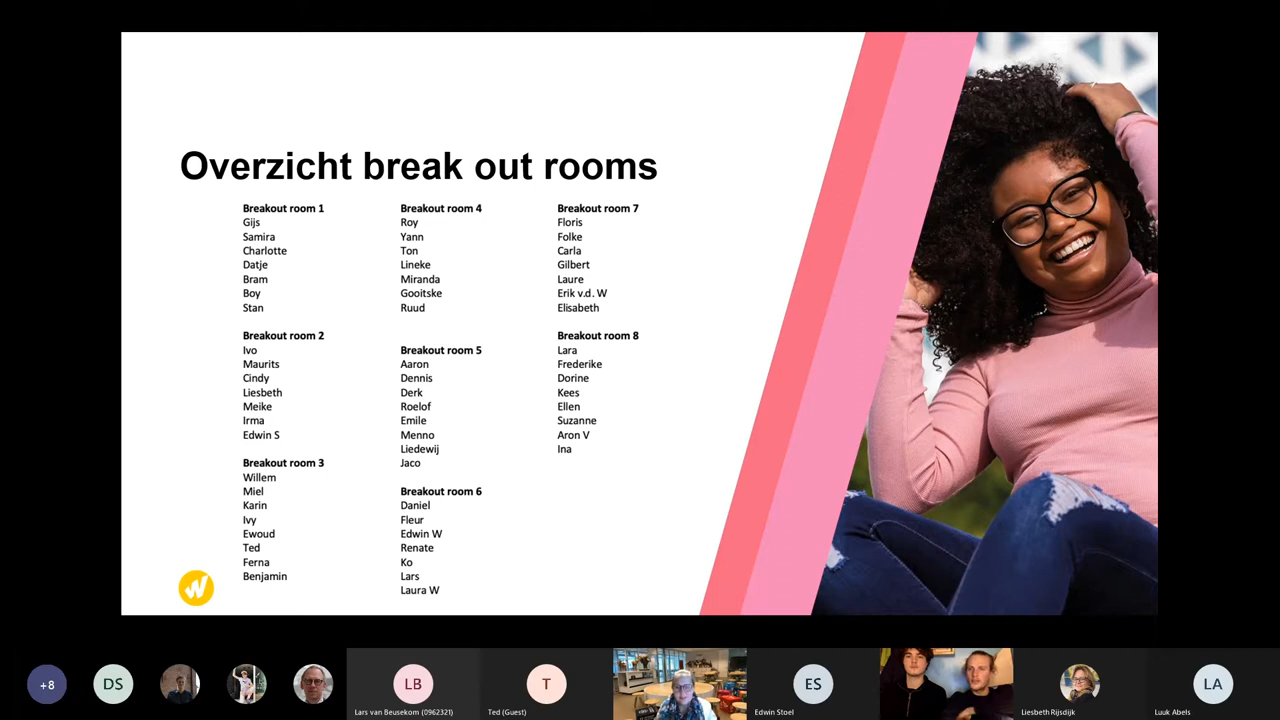 Overzicht break out rooms
Breakout room 1
Gijs
Samira
Charlotte
Datje
Bram
Boy
Stan
Breakout room 2
Ivo
Maurits
Cindy
Liesbeth
Meike
Irma
Edwin S
Breakout room 3
Willem
Miel
Karin
Ivy
Ewoud
Ted
Ferna
Benjamin
Breakout room 4
Roy
Yann
Ton
Lineke
Miranda
Gooitske
Ruud
Breakout room 5
Aaron
Dennis
Derk
Roelof
Emile
Menno
Liedewij
Jaco
Breakout room 6
Daniel
Fleur
Edwin W
Renate
Ko
Lars
Laura W
Breakout room 7
Floris
Folke
Carla
Gilbert
Laure
Erik v.d. W
Elisabeth
Breakout room 8
Lara
Frederike
Dorine
Kees
Ellen
Suzanne
Aron V
Ina
W
+8
DS
LB
Lars van Beusekom (0962321)
T
Ted (Guest)
ES
Edwin Stoel
Liesbeth Rijsdijk
LA
Luuk Abels